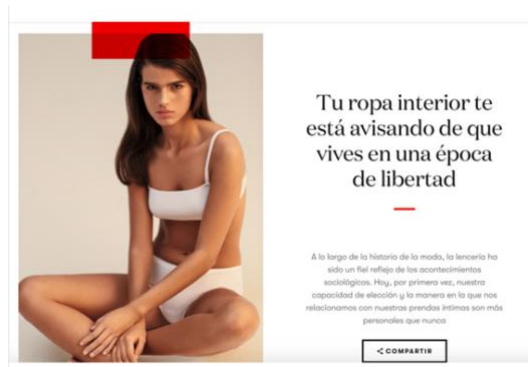 Tu ropa interior te
está avisando de que
vives en una época
de libertad
A lo largo de la historia de la moda, la lencería ha
sido un fiel reflejo de los acontecimientos
sociológicos. Hoy, por primera vez, nuestra
capacidad de elección y la manera en la que nos
relacionamos con nuestras prendas íntimas son más
personales que nunca
COMPARTIR